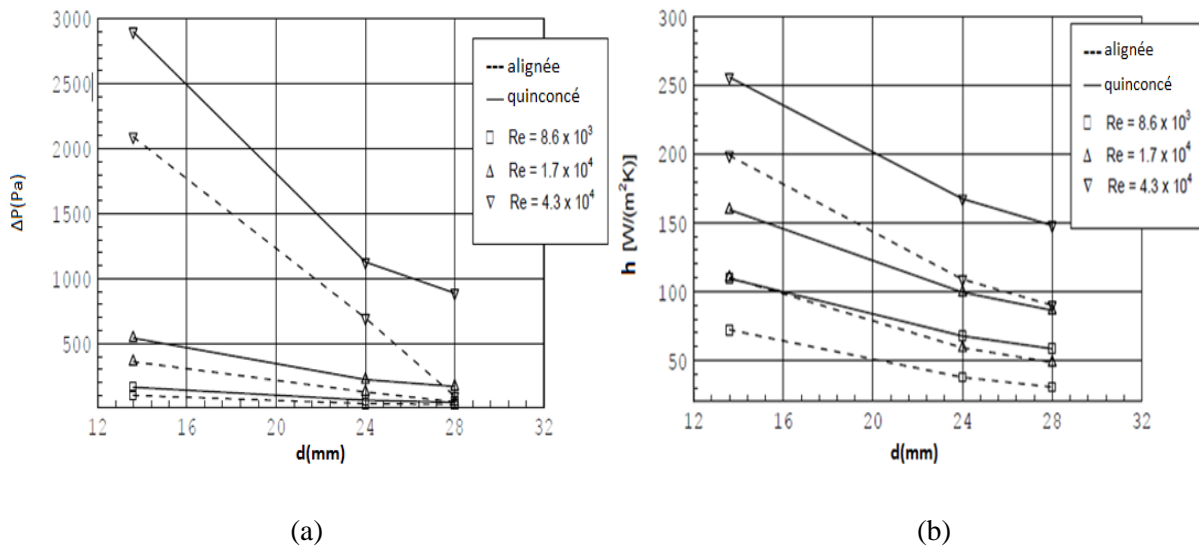 3000
2500
2000
1500
1000
500
12 16 20 24 28 32
ΔP(Pa)
d(mm)
alignée
quinconcé
Re = 8.6 x 10³
Re = 1.7 x 10⁴
Re = 4.3 x 10⁴
(a)
300
250
200
150
100
50
12 16 20 24 28 32
h [W/(m²K)]
d(mm)
alignée
quinconcé
Re = 8.6 x 10³
Re = 1.7 x 10⁴
Re = 4.3 x 10⁴
(b)